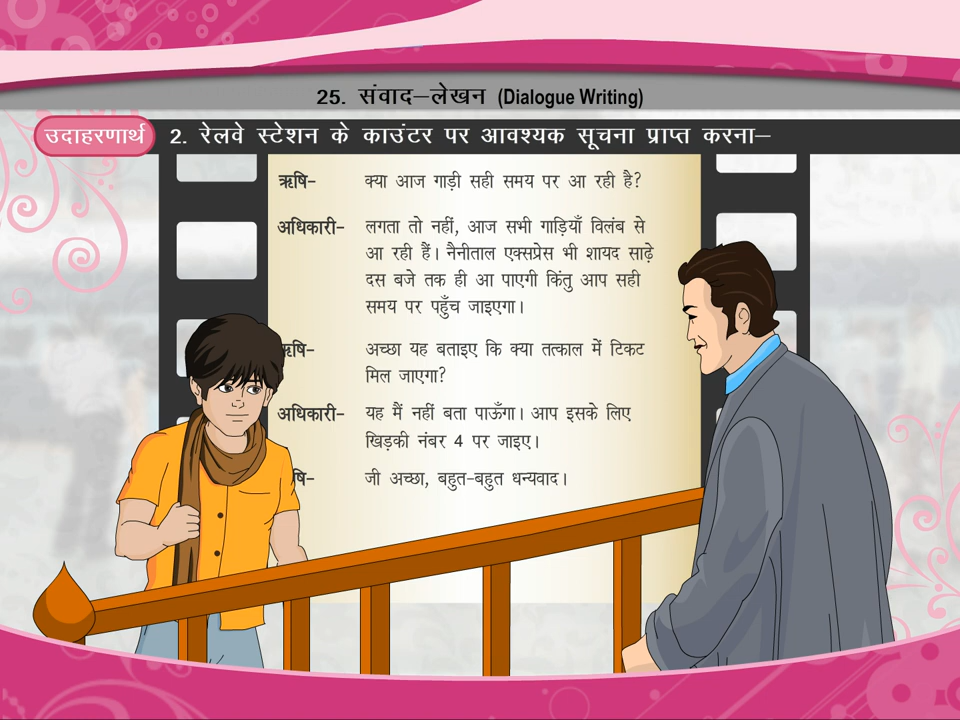 25. संवाद–लेखन (Dialogue Writing)
उदाहरणार्थ 2. रेलवे स्टेशन के काउंटर पर आवश्यक सूचना प्राप्त करना–
ऋषि- क्या आज गाड़ी सही समय पर आ रही है?
अधिकारी- लगता तो नहीं, आज सभी गाड़ियाँ विलंब से
आ रही हैं। नैनीताल एक्सप्रेस भी शायद साढ़े
दस बजे तक ही आ पाएगी किंतु आप सही
समय पर पहुँच जाइएगा।
ऋषि- अच्छा यह बताइए कि क्या तत्काल में टिकट
मिल जाएगा?
अधिकारी- यह मैं नहीं बता पाऊँगा। आप इसके लिए
खिड़की नंबर 4 पर जाइए।
षि- जी अच्छा, बहुत-बहुत धन्यवाद।